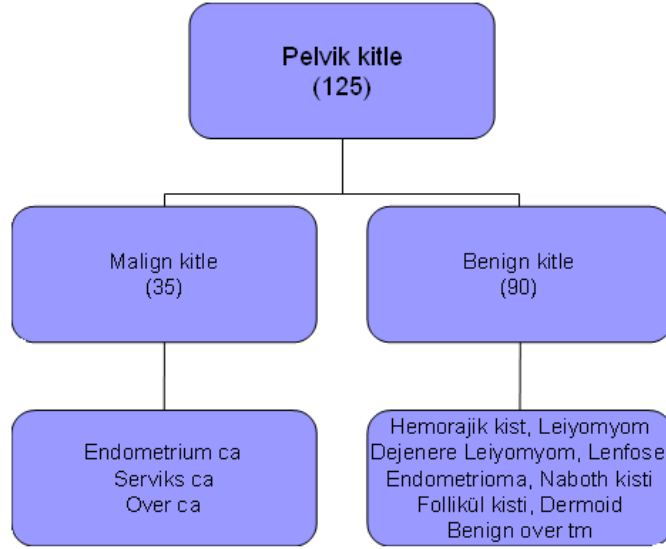 Pelvik kitle
(125)
Malign kitle
(35)
Benign kitle
(90)
Endometrium ca
Serviks ca
Over ca
Hemorajik kist, Leiyomyom
Dejenere Leiyomyom, Lenfosel
Endometrioma, Naboth kisti
Follikül kisti, Dermoid
Benign over tm